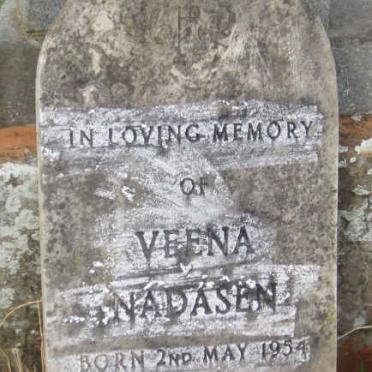 IN LOVING MEMORY
OF
VEENA
NADASEN
BORN 2ND MAY 1954